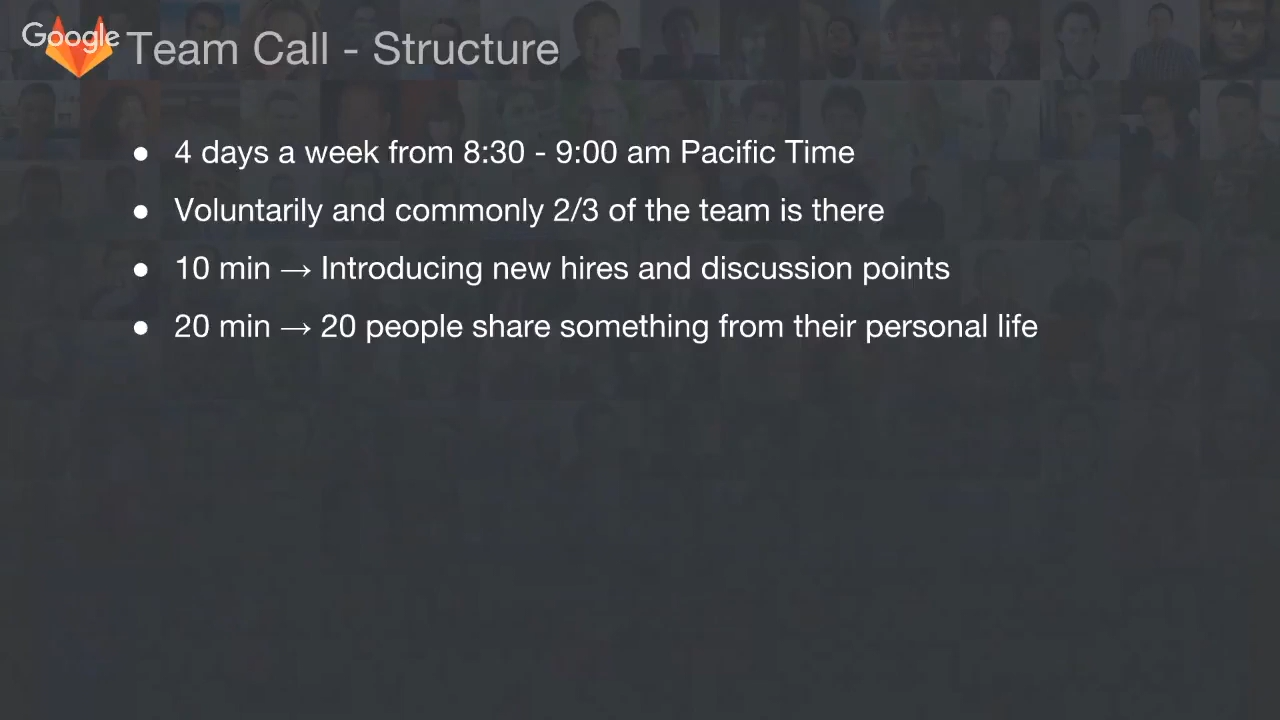 Google
Team Call - Structure
● 4 days a week from 8:30 - 9:00 am Pacific Time
● Voluntarily and commonly 2/3 of the team is there
● 10 min → Introducing new hires and discussion points
● 20 min → 20 people share something from their personal life